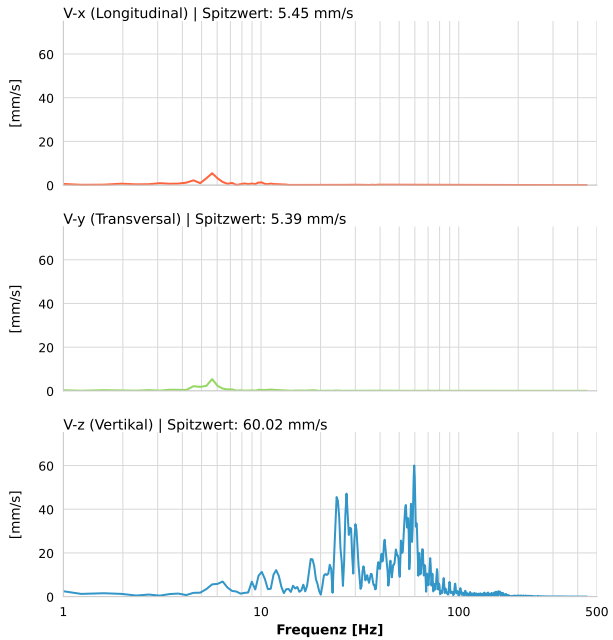 V-x (Longitudinal) | Spitzwert: 5.45 mm/s
60
40
20
0
[mm/s]
V-y (Transversal) | Spitzwert: 5.39 mm/s
60
40
20
0
[mm/s]
V-z (Vertikal) | Spitzwert: 60.02 mm/s
60
40
20
0
[mm/s]
1 10 100 500
Frequenz [Hz]